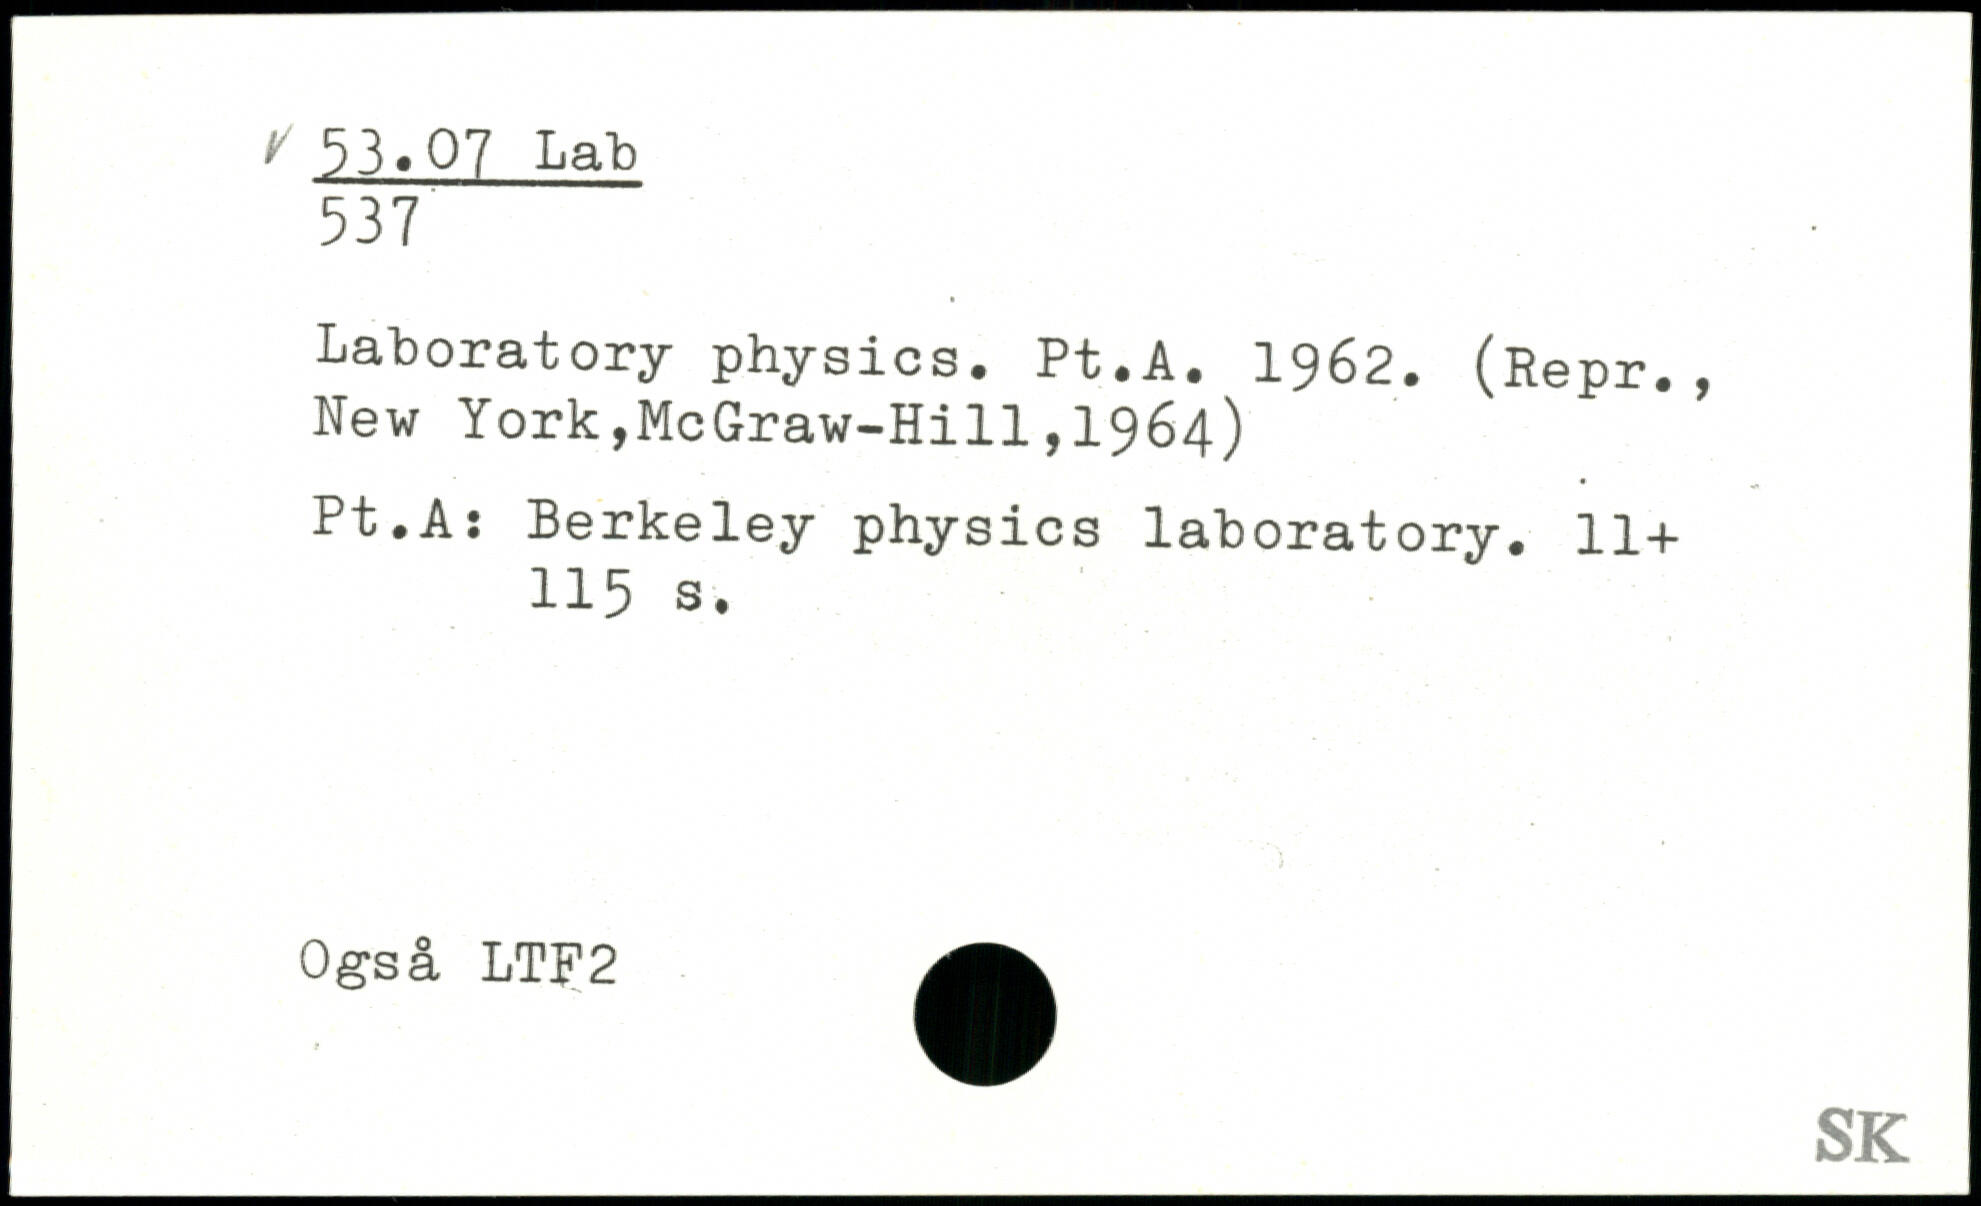 53.07 Lab
537
Laboratory physics. Pt.A. 1962. (Repr.,
New York,McGraw-Hill,1964)
Pt.A: Berkeley physics laboratory. 11+
115 s.
Også LTF2
SK